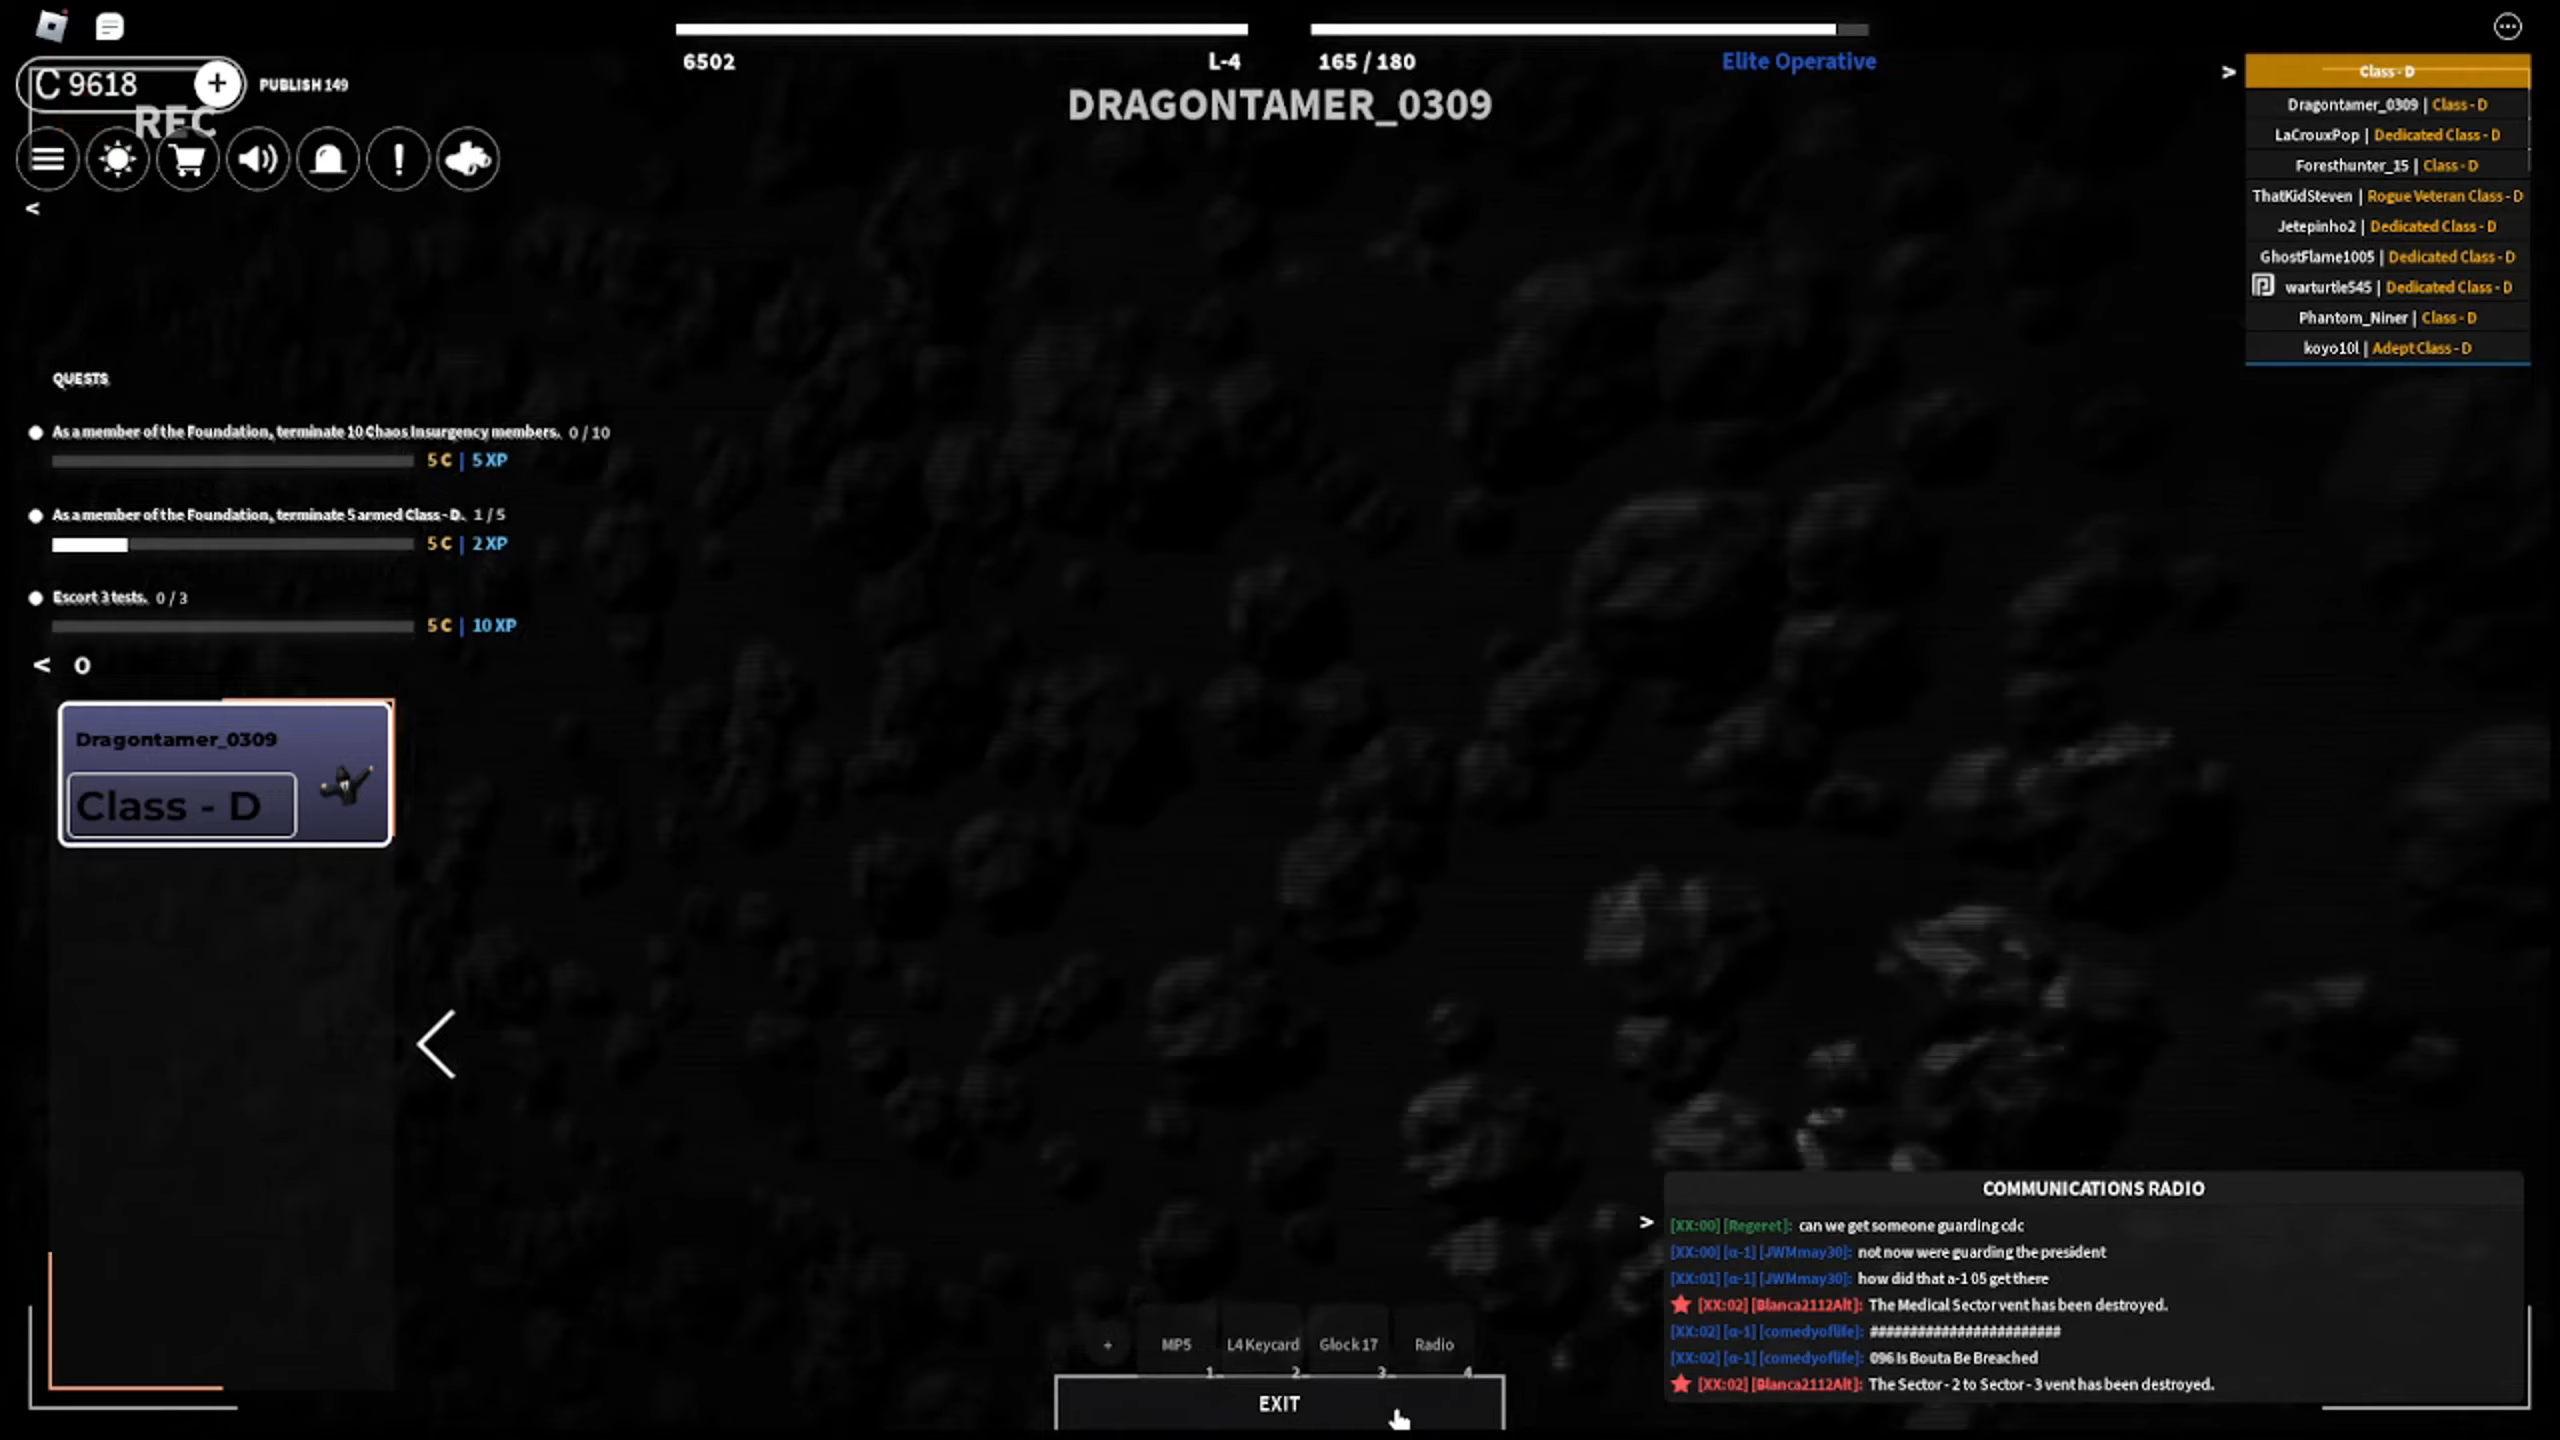 6502
L-4
165 / 180
Elite Operative
C 9618
+
PUBLISH 149
REC
DRAGONTAMER_0309
<
QUESTS
As a member of the Foundation, terminate 10 Chaos Insurgency members. 0 / 10
5 C | 5 XP
As a member of the Foundation, terminate 5 armed Class - D. 1 / 5
5 C | 2 XP
Escort 3 tests. 0 / 3
5 C | 10 XP
< 0
Dragontamer_0309
Class - D
> Class - D
Dragontamer_0309 | Class - D
LaCrouxPop | Dedicated Class - D
Foresthunter_15 | Class - D
ThatKidSteven | Rogue Veteran Class - D
Jetepinho2 | Dedicated Class - D
GhostFlame1005 | Dedicated Class - D
warturtle545 | Dedicated Class - D
Phantom_Niner | Class - D
koyo10l | Adept Class - D
COMMUNICATIONS RADIO
> [XX:00] [Regeret]: can we get someone guarding cdc
[XX:00] [α-1] [JWMmay30]: not now were guarding the president
[XX:01] [α-1] [JWMmay30]: how did that a-1 05 get there
[XX:02] [Blanca2112Alt]: The Medical Sector vent has been destroyed.
[XX:02] [α-1] [comedyoflife]: ########################
[XX:02] [α-1] [comedyoflife]: 096 Is Bouta Be Breached
[XX:02] [Blanca2112Alt]: The Sector - 2 to Sector - 3 vent has been destroyed.
+ MP5 L4 Keycard Glock 17 Radio
1 2 3 4
EXIT